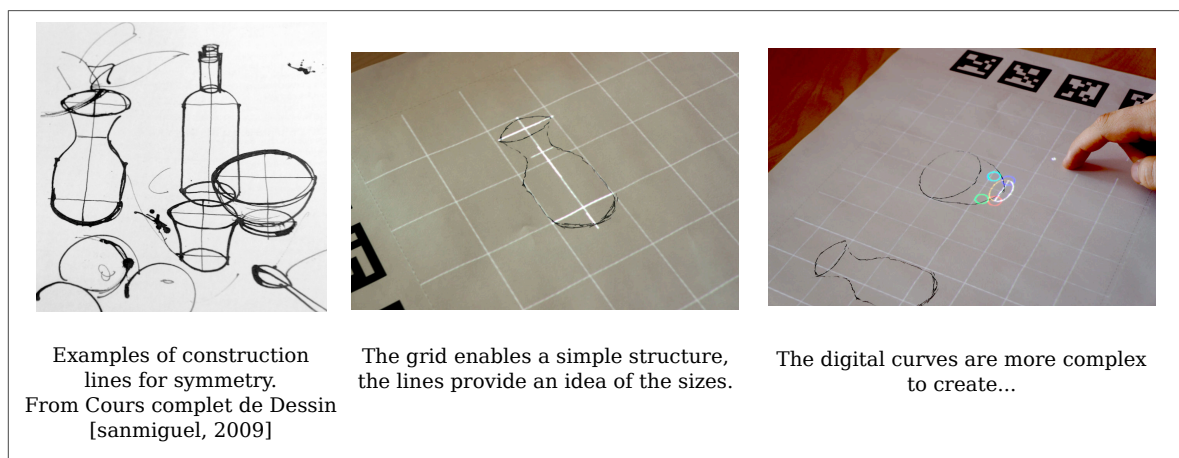 Examples of construction
lines for symmetry.
From Cours complet de Dessin
[sanmiguel, 2009]
The grid enables a simple structure,
the lines provide an idea of the sizes.
The digital curves are more complex
to create...